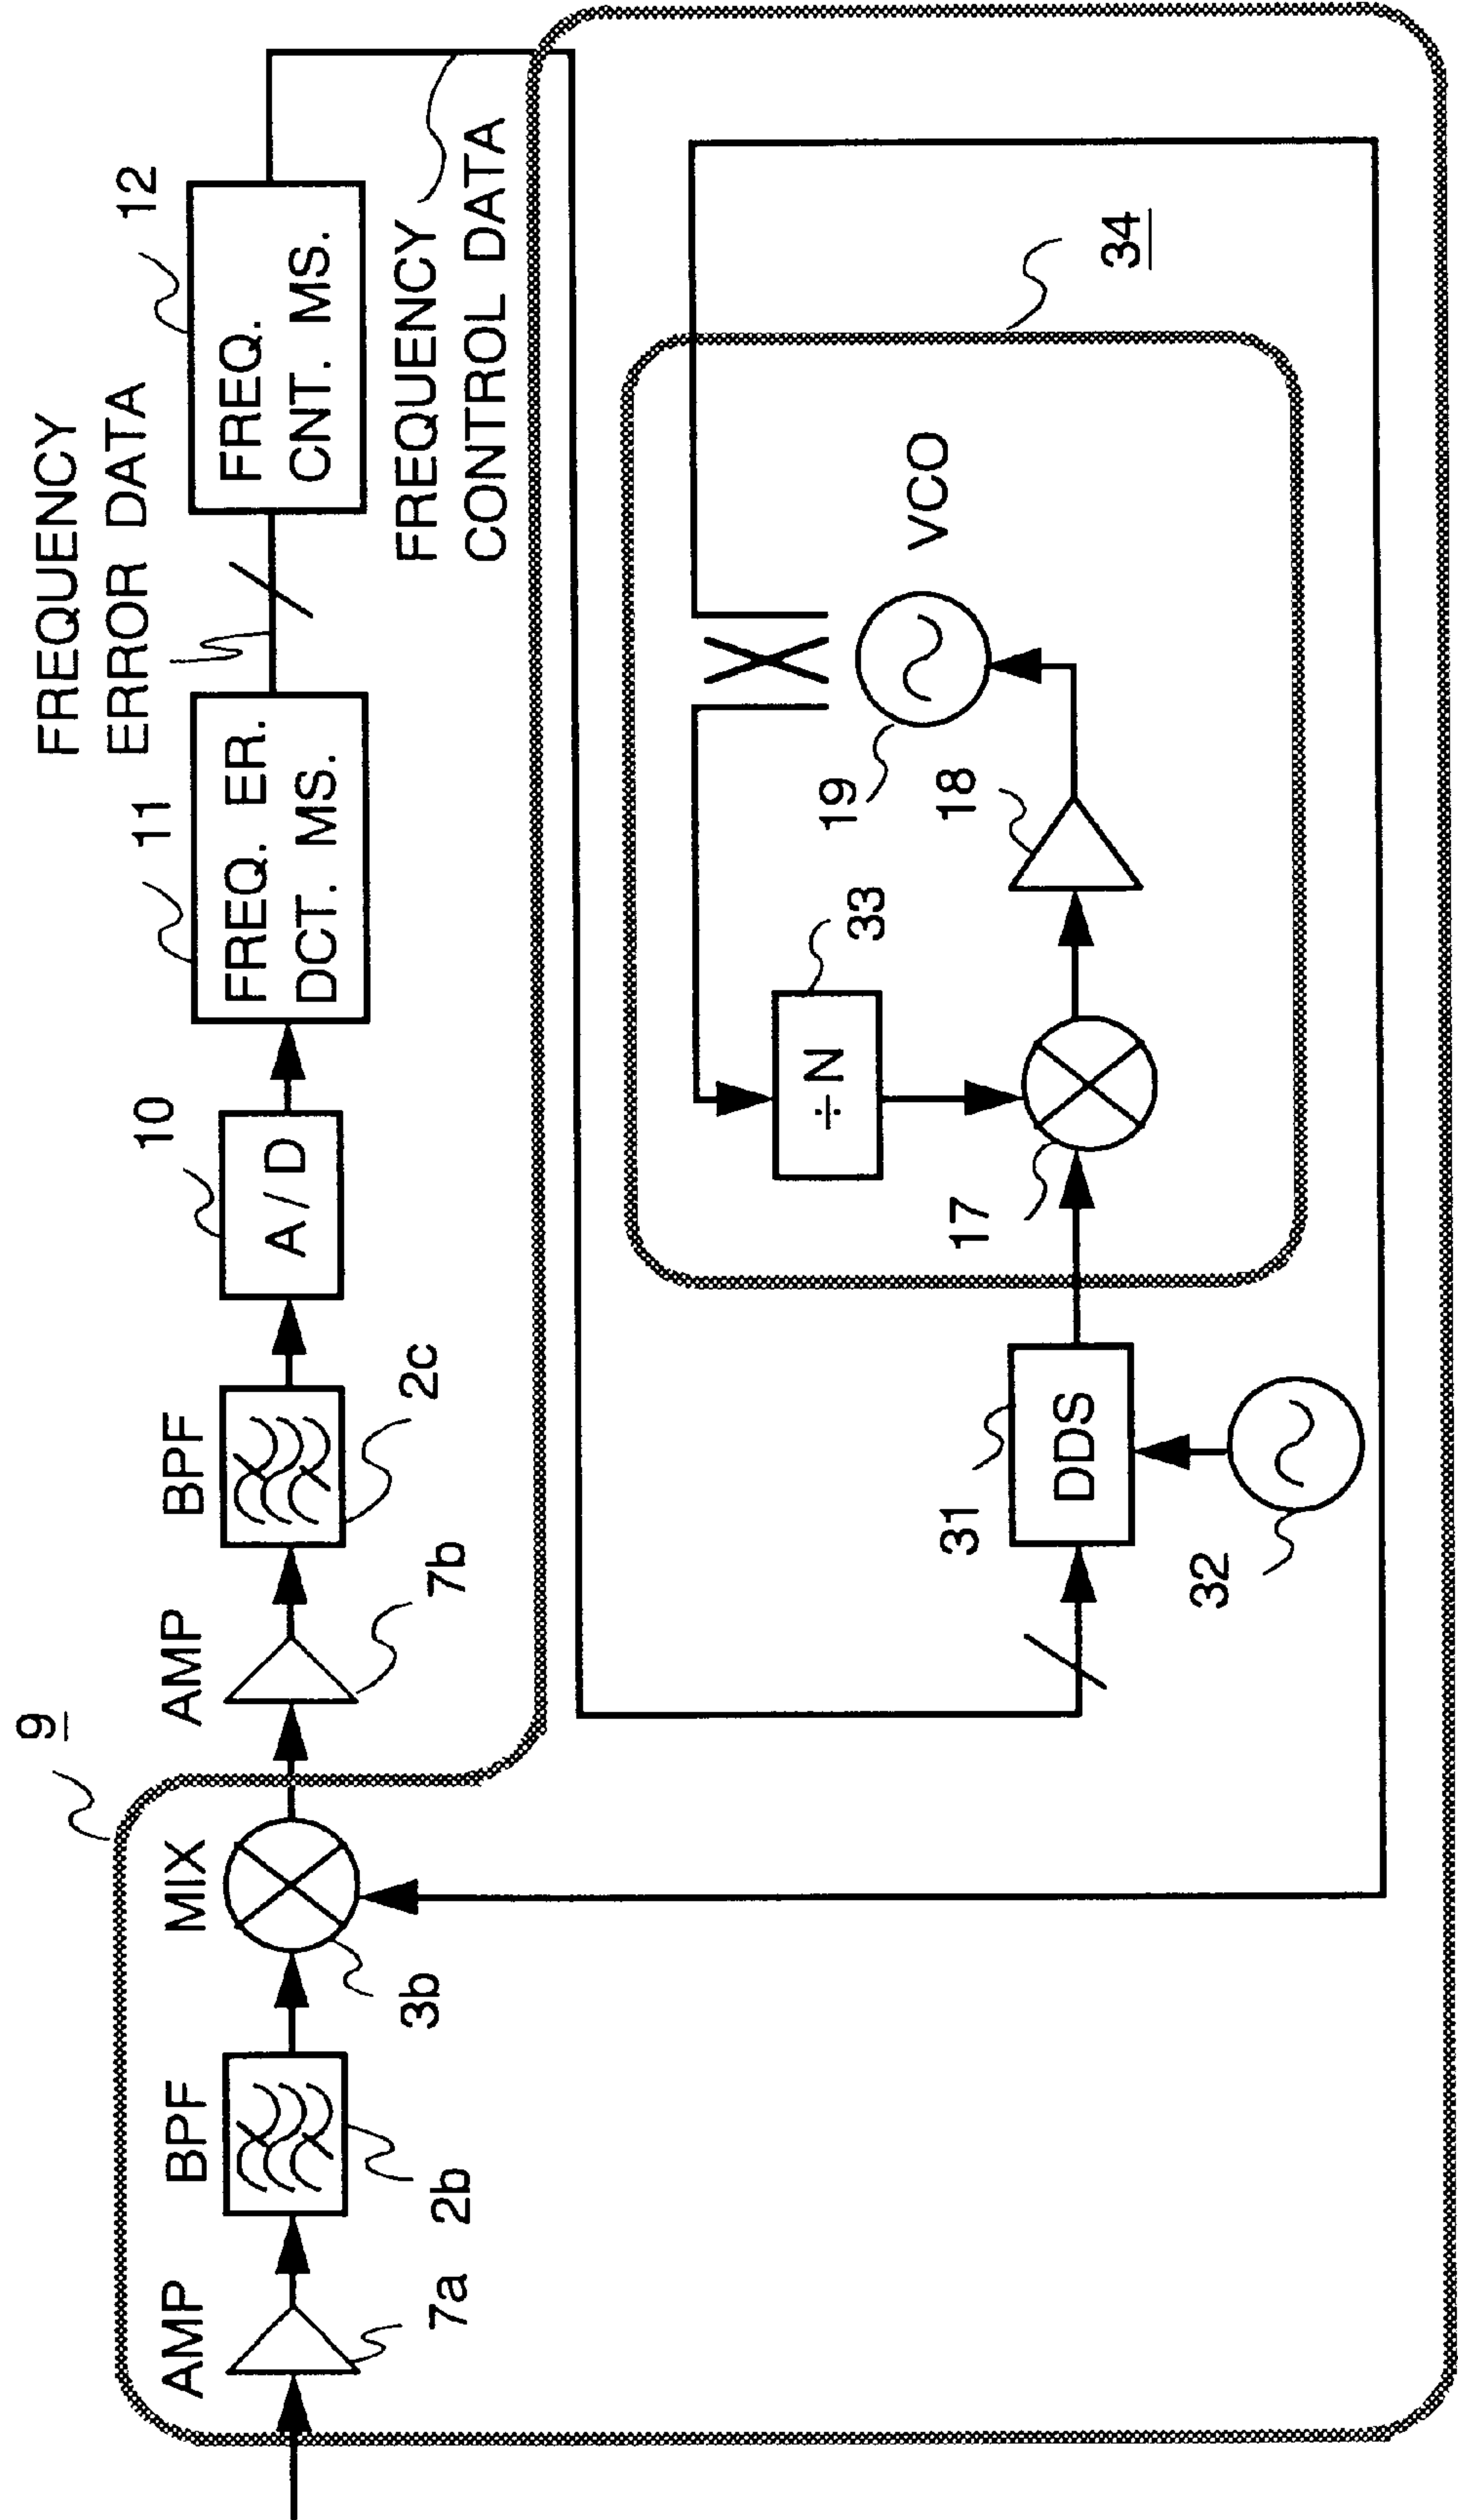 9
AMP
7a
BPF
2b
MIX
3b
AMP
7b
BPF
2c
10
A/D
11
FREQ. ER.
DCT. MS.
FREQUENCY
ERROR DATA
12
FREQ.
CNT. MS.
FREQUENCY
CONTROL DATA
31
DDS
32
17
÷N
33
18
19
VCO
34